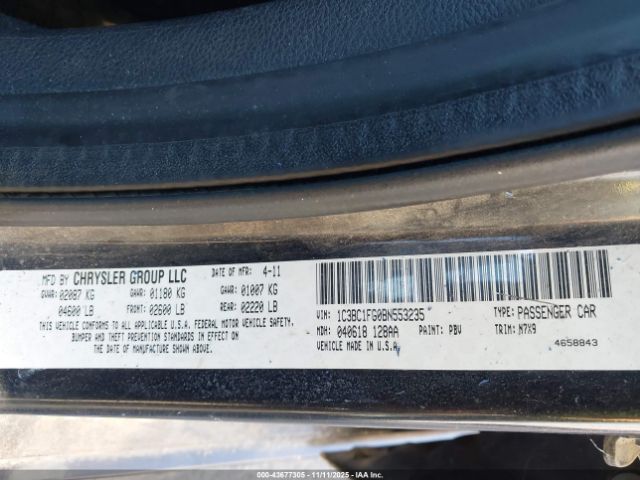 MFD BY CHRYSLER GROUP LLC DATE OF MFR: 4-11
GVWR: 02087 KG GAWR: 01180 KG GAWR: 01007 KG
04600 LB FRONT: 02600 LB REAR: 02220 LB
THIS VEHICLE CONFORMS TO ALL APPLICABLE U.S.A. FEDERAL MOTOR VEHICLE SAFETY,
BUMPER AND THEFT PREVENTION STANDARDS IN EFFECT ON
THE DATE OF MANUFACTURE SHOWN ABOVE.
VIN: 1C3BC1FG0BN553235 TYPE: PASSENGER CAR
MDH: 040618 128AA PAINT: PBV TRIM: N7X9
VEHICLE MADE IN U.S.A. 4658843
000-43677305 - 11/11/2025 - IAA Holdings, LLC